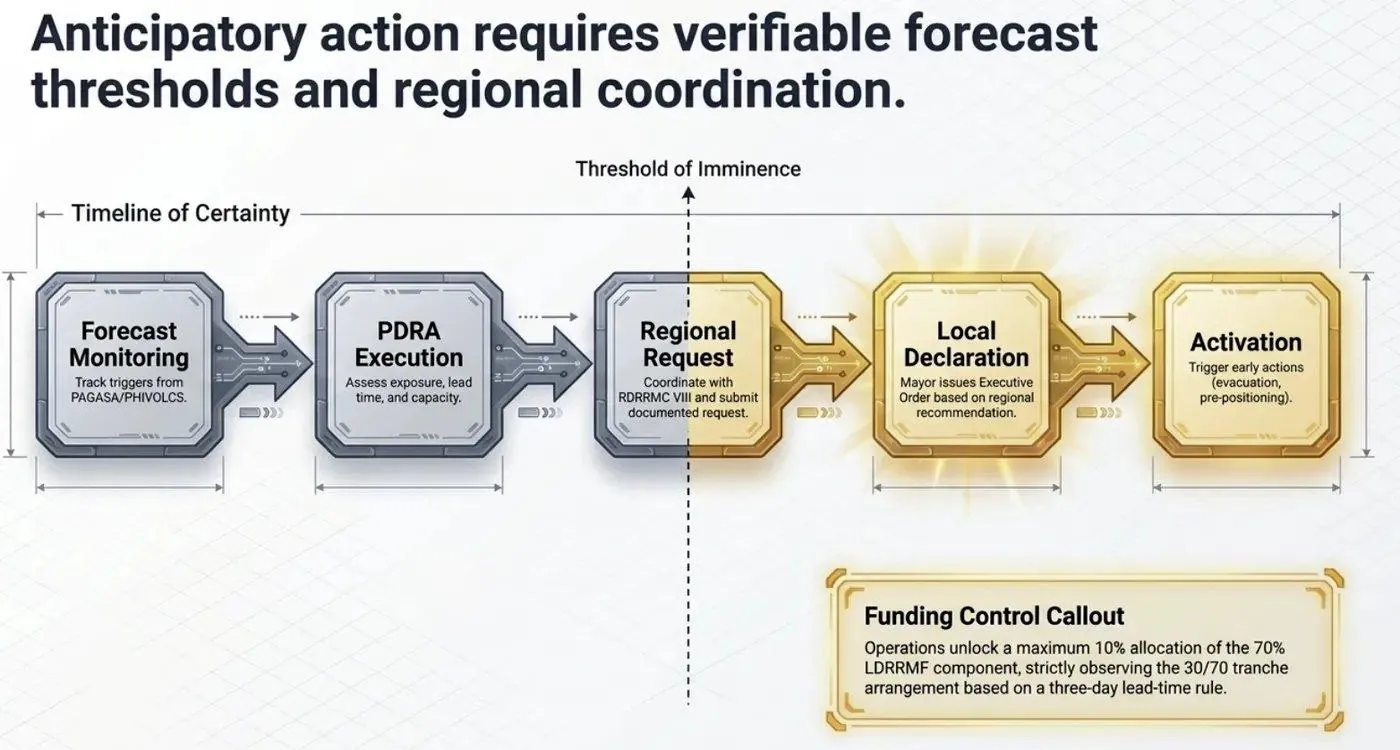 Anticipatory action requires verifiable forecast
thresholds and regional coordination.
Threshold of Imminence
Timeline of Certainty
Forecast
Monitoring
Track triggers from
PAGASA/PHIVOLCS.
PDRA
Execution
Assess exposure, lead
time, and capacity.
Regional
Request
Coordinate with
RDRRMC VIII and submit
documented request.
Local
Declaration
Mayor issues Executive
Order based on regional
recommendation.
Activation
Trigger early actions
(evacuation,
pre-positioning).
Funding Control Callout
Operations unlock a maximum 10% allocation of the 70%
LDRRMF component, strictly observing the 30/70 tranche
arrangement based on a three-day lead-time rule.